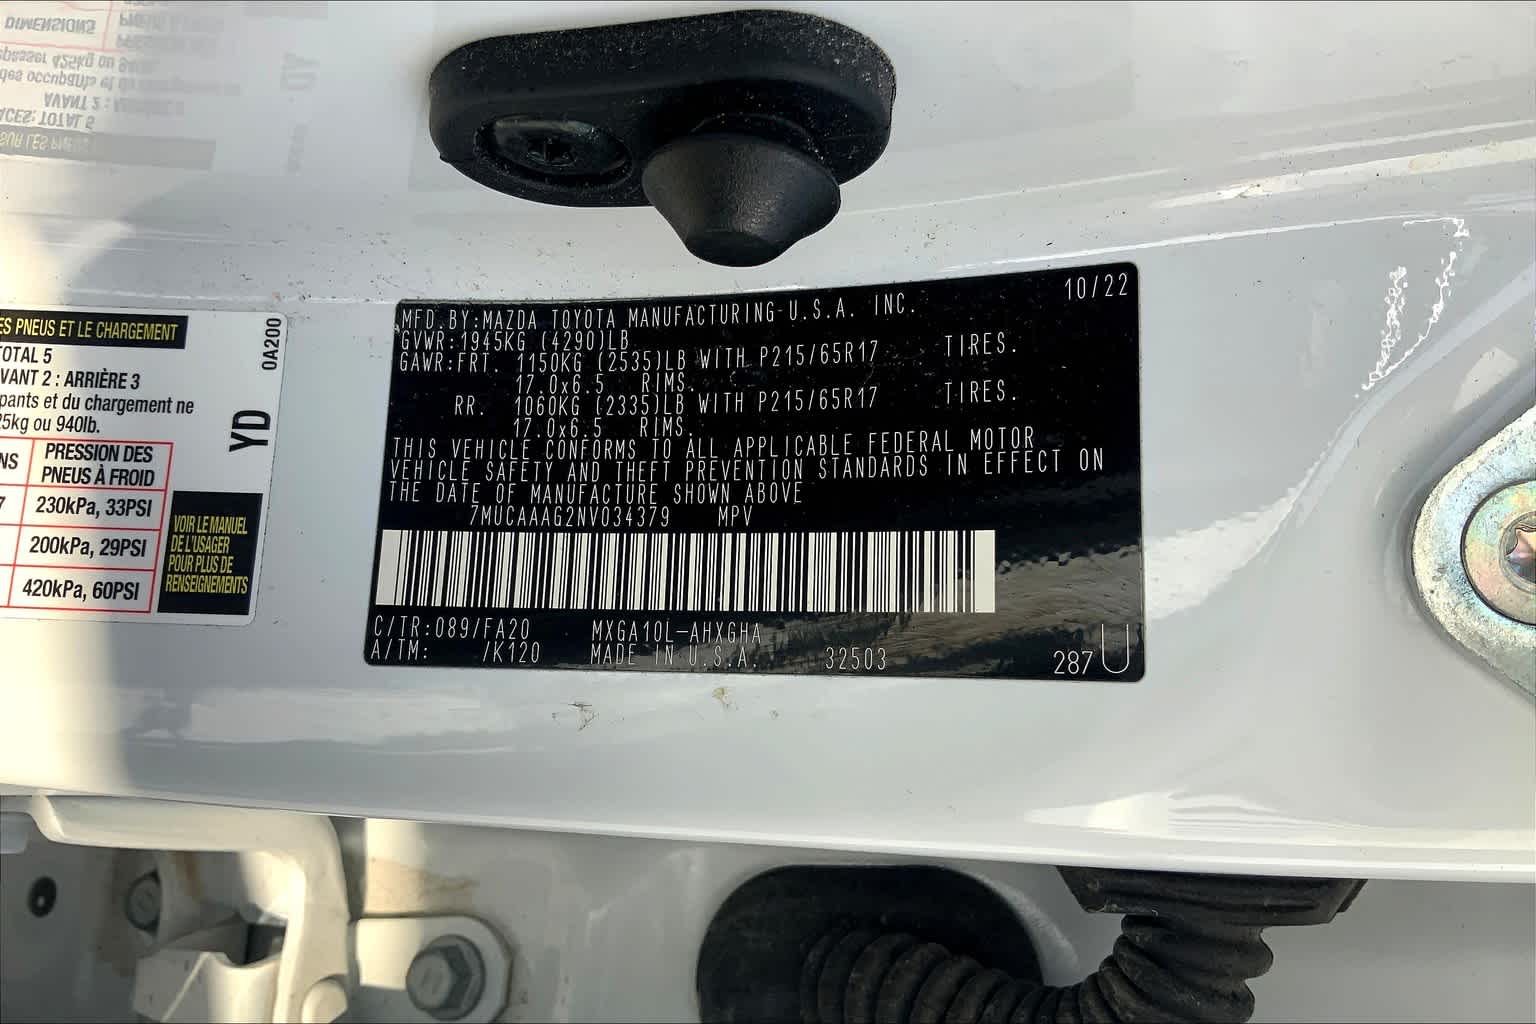 ES PNEUS ET LE CHARGEMENT
OTAL 5
VANT 2 : ARRIÈRE 3
pants et du chargement ne
25kg ou 940lb.
NS
PRESSION DES
PNEUS À FROID
7
230kPa, 33PSI
200kPa, 29PSI
420kPa, 60PSI
0A200
YD
VOIR LE MANUEL
DE L'USAGER
POUR PLUS DE
RENSEIGNEMENTS
10/22
MFD.BY:MAZDA TOYOTA MANUFACTURING-U.S.A. INC.
GVWR:1945KG (4290)LB
GAWR:FRT. 1150KG (2535)LB WITH P215/65R17 TIRES.
17.0x6.5 RIMS.
RR. 1060KG (2335)LB WITH P215/65R17 TIRES.
17.0x6.5 RIMS.
THIS VEHICLE CONFORMS TO ALL APPLICABLE FEDERAL MOTOR
VEHICLE SAFETY AND THEFT PREVENTION STANDARDS IN EFFECT ON
THE DATE OF MANUFACTURE SHOWN ABOVE
7MUCAAAG2NV034379 MPV
C/TR:089/FA20 MXGA10L-AHXGHA
A/TM: /K120 MADE IN U.S.A. 32503 287 U